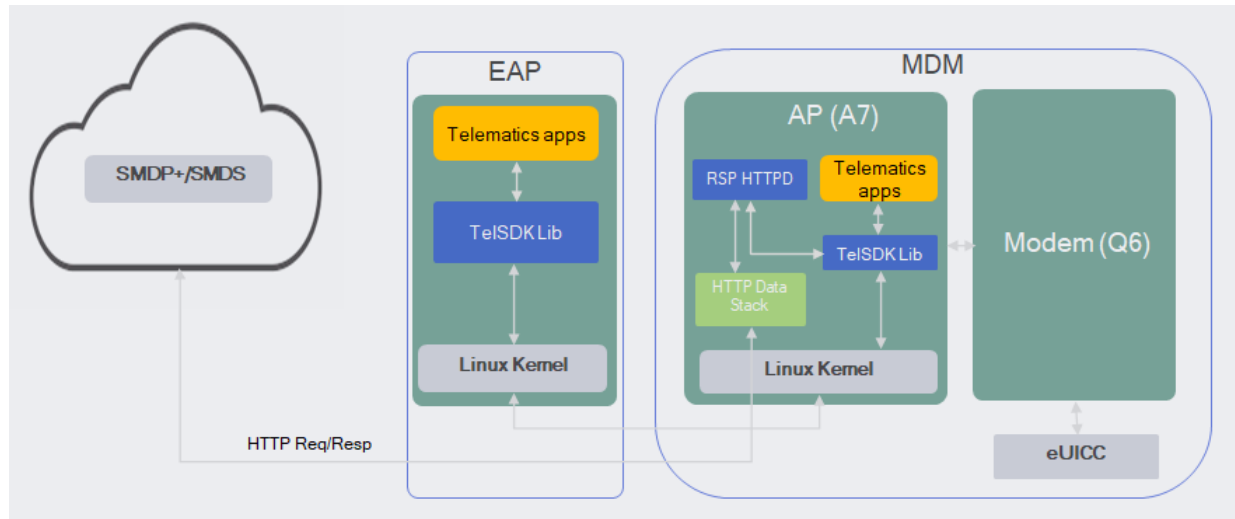 SMDP+/SMDS
HTTP Req/Resp
EAP
Telematics apps
TelSDK Lib
Linux Kernel
MDM
AP (A7)
RSP HTTPD
Telematics
apps
TelSDK Lib
HTTP Data
Stack
Linux Kernel
Modem (Q6)
eUICC